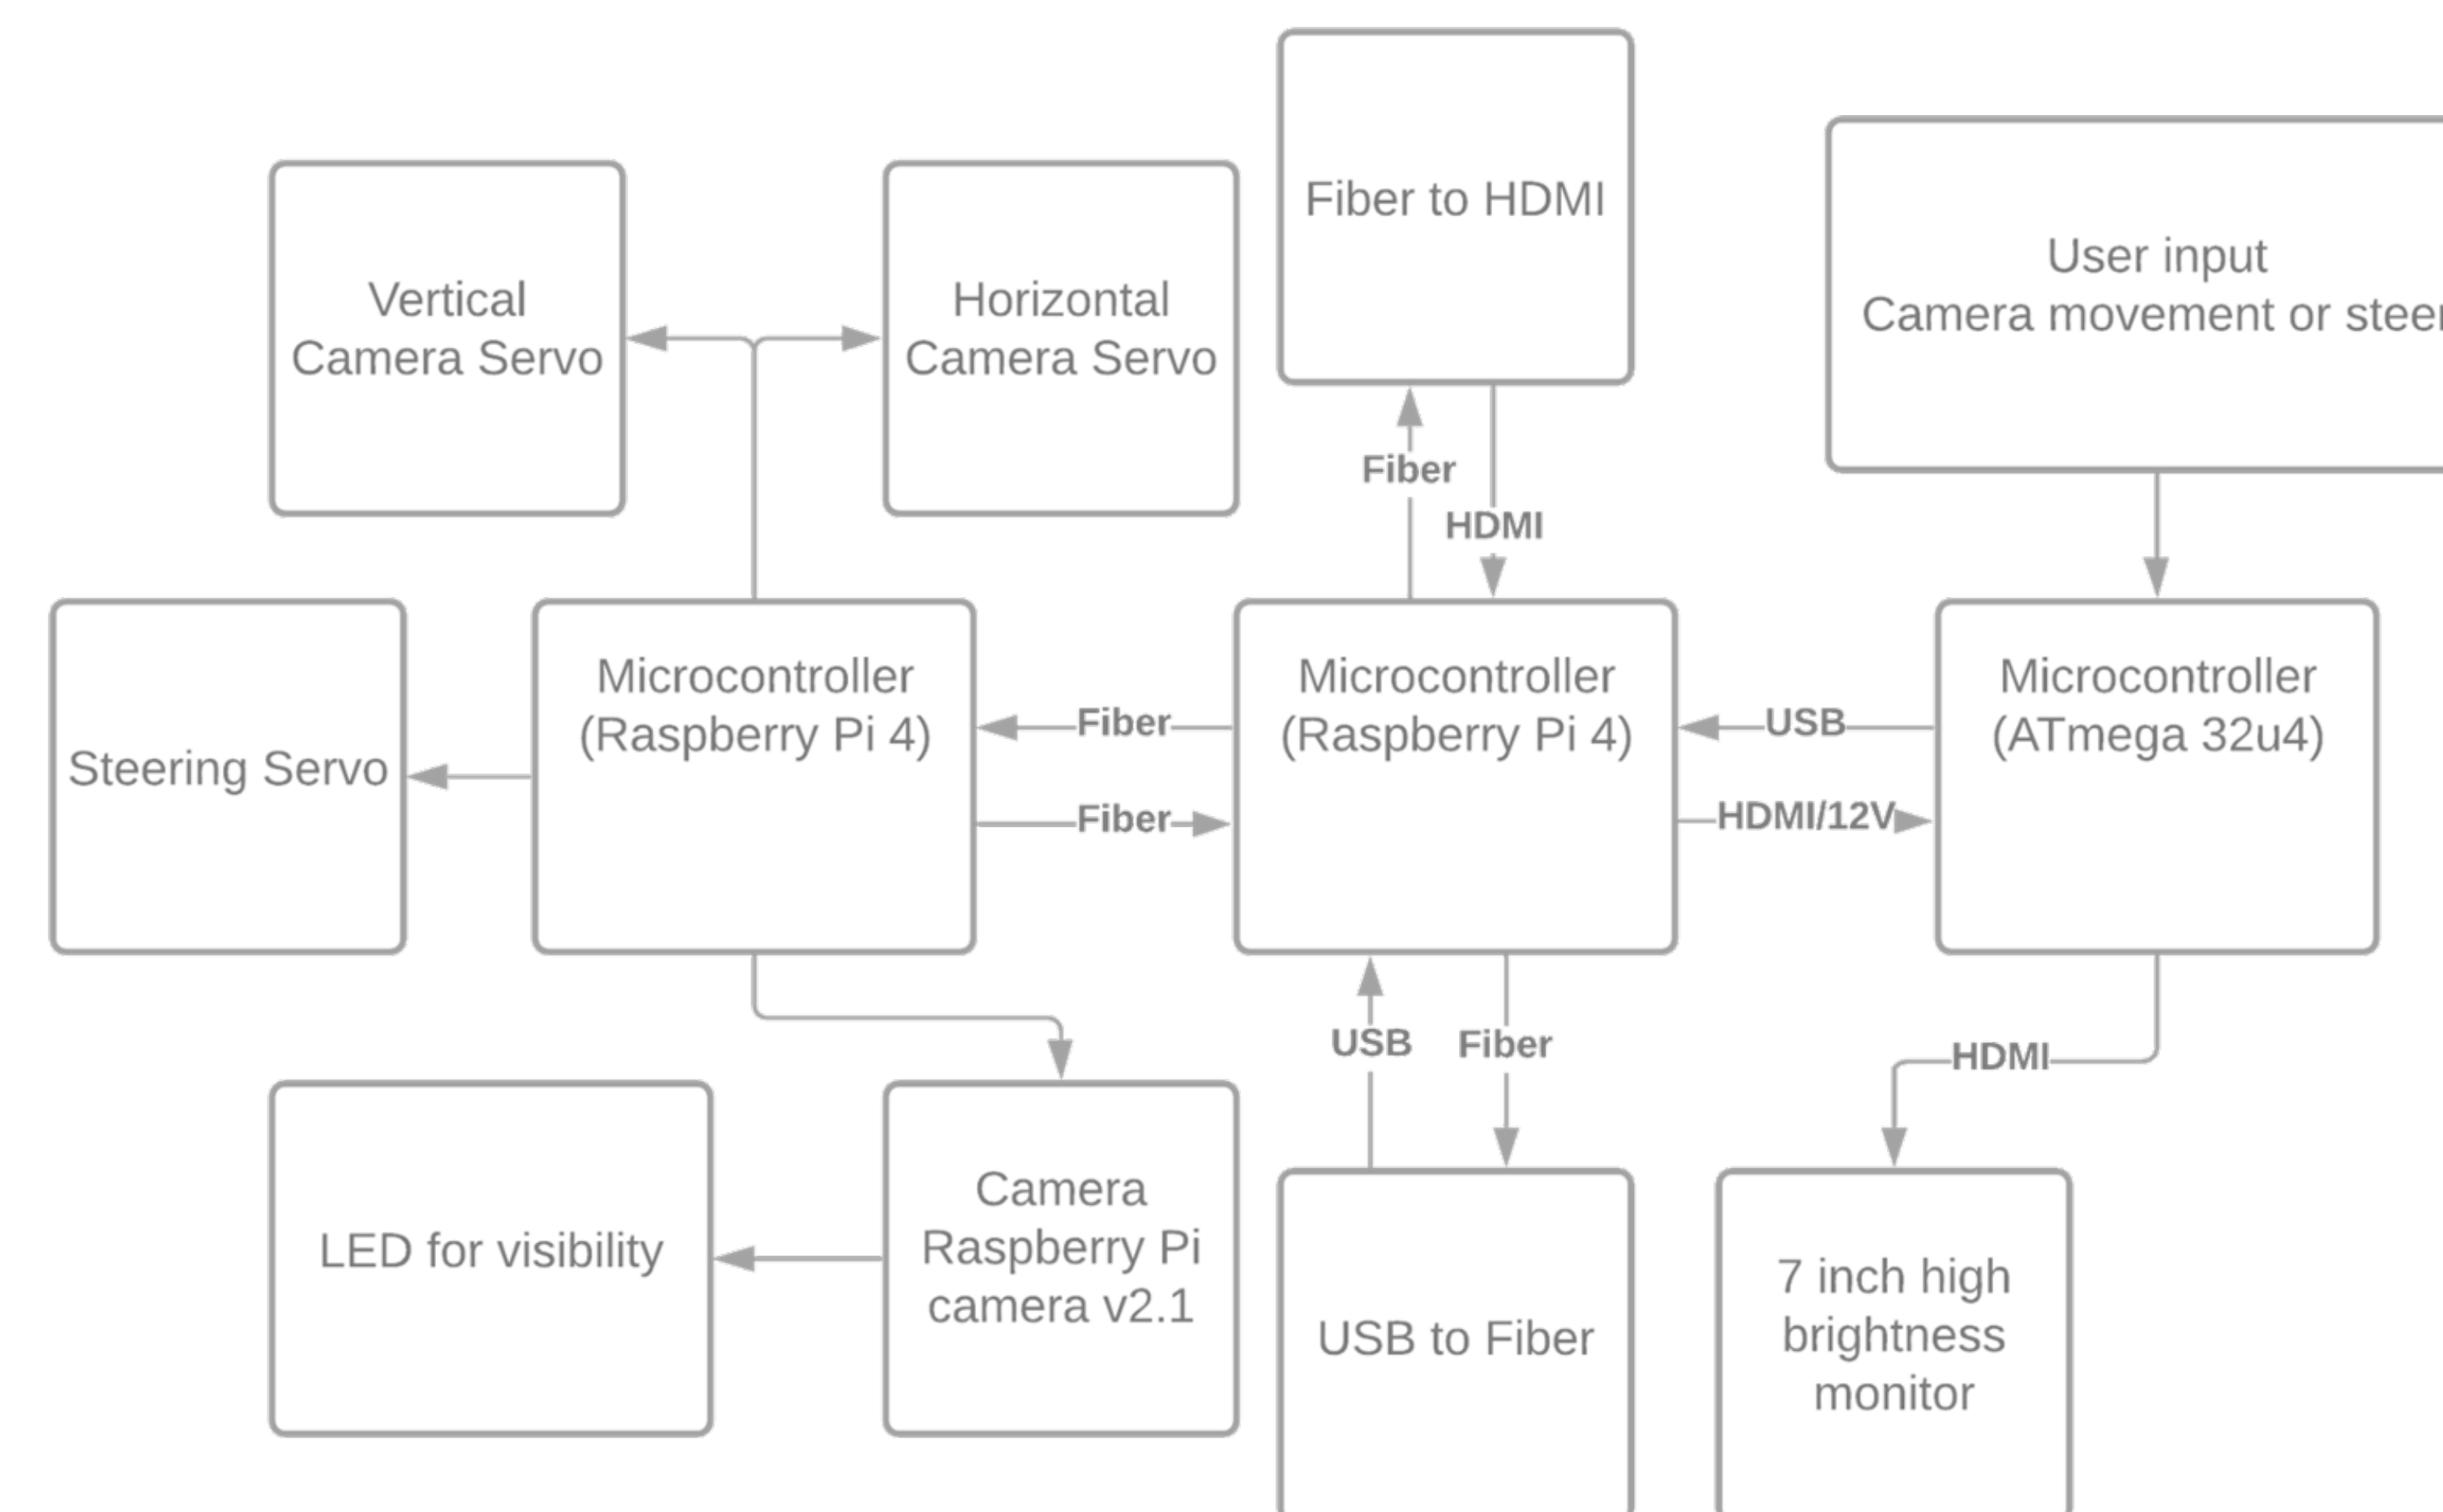 Fiber to HDMI
User input
Camera movement or
Vertical
Camera Servo
Horizontal
Camera Servo
Fiber
HDMI
Steering Servo
Microcontroller
(Raspberry Pi 4)
Fiber
Fiber
Microcontroller
(Raspberry Pi 4)
USB
HDMI/12V
Microcontroller
(ATmega 32u4)
USB
Fiber
HDMI
LED for visibility
Camera
Raspberry Pi
camera v2.1
USB to Fiber
7 inch high
brightness
monitor